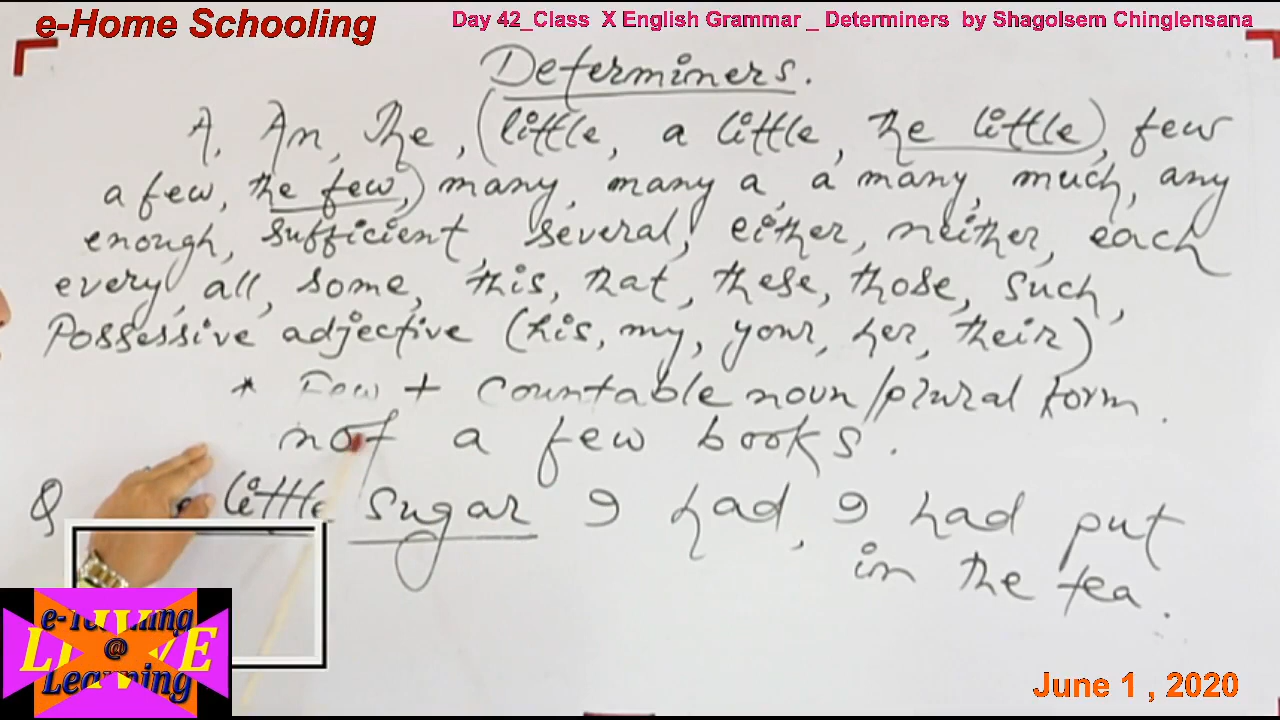 e-Home Schooling
Day 42_Class X English Grammar _ Determiners by Shagolsem Chinglensana
Determiners.
A, An, The, (little, a little, the little), few
a few, the few,) many, many a, a many, much, any
enough, sufficient, several, either, neither, each
every, all, some, this, that, these, those, such,
Possessive adjective (his, my, your, her, their)
* Few + countable noun/plural form.
not a few books.
Q little sugar I had, I had put
in the tea.
LIVE
e-Teaching
@
Learning
June 1 , 2020